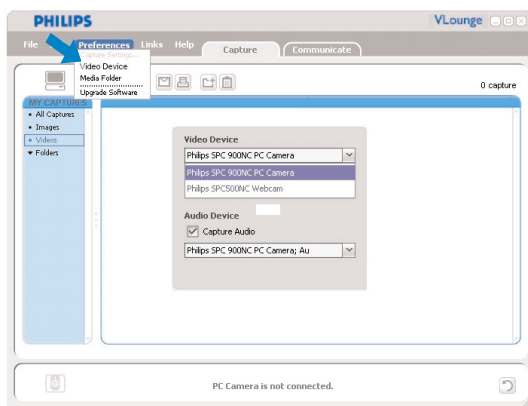 PHILIPS
VLounge
File Preferences Links Help Capture Communicate
Capture Settings...
Video Device
Media Folder
Upgrade Software
0 capture
MY CAPTURES
• All Captures
• Images
• Videos
Folders
Video Device
Philips SPC 900NC PC Camera
Philips SPC 900NC PC Camera
Philips SPC500NC Webcam
Audio Device
Capture Audio
Philips SPC 900NC PC Camera; Au
PC Camera is not connected.